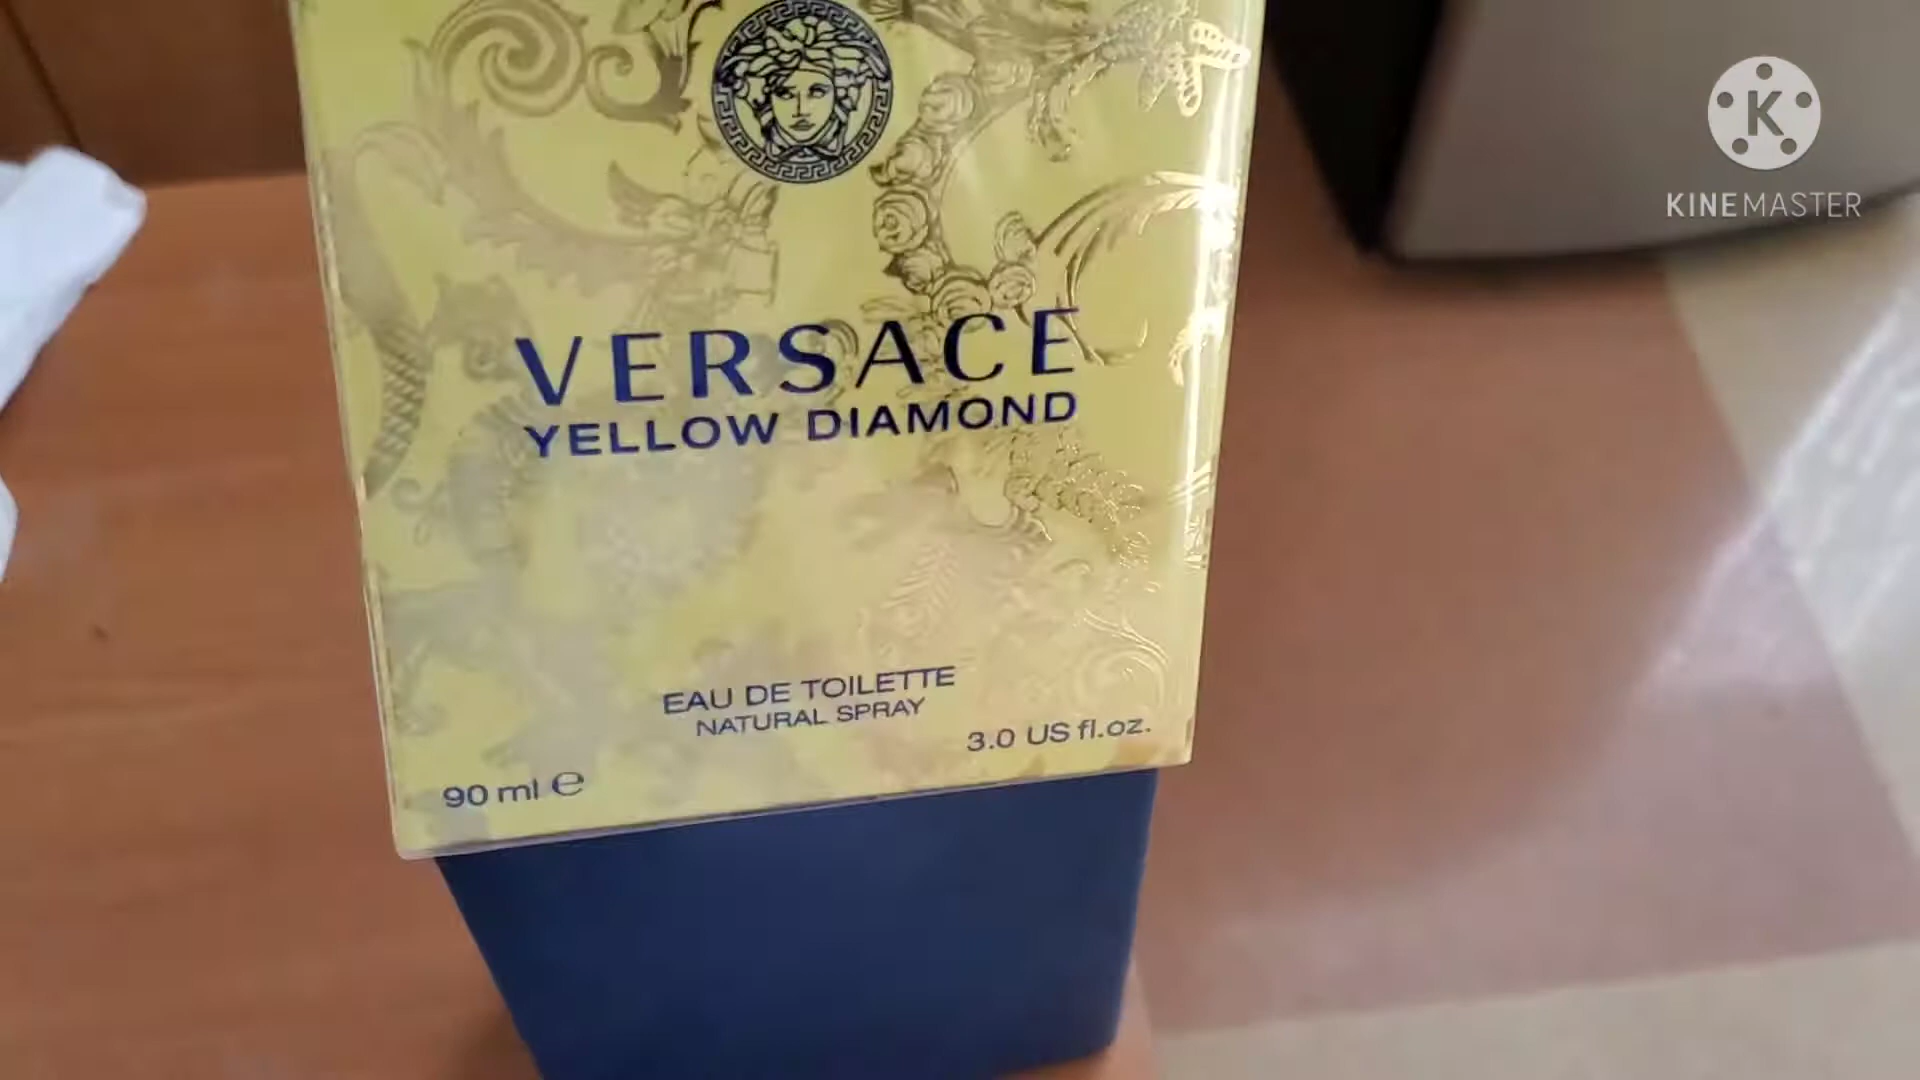 K
KINEMASTER
VERSACE
YELLOW DIAMOND
EAU DE TOILETTE
NATURAL SPRAY
3.0 US fl.oz.
90 ml e